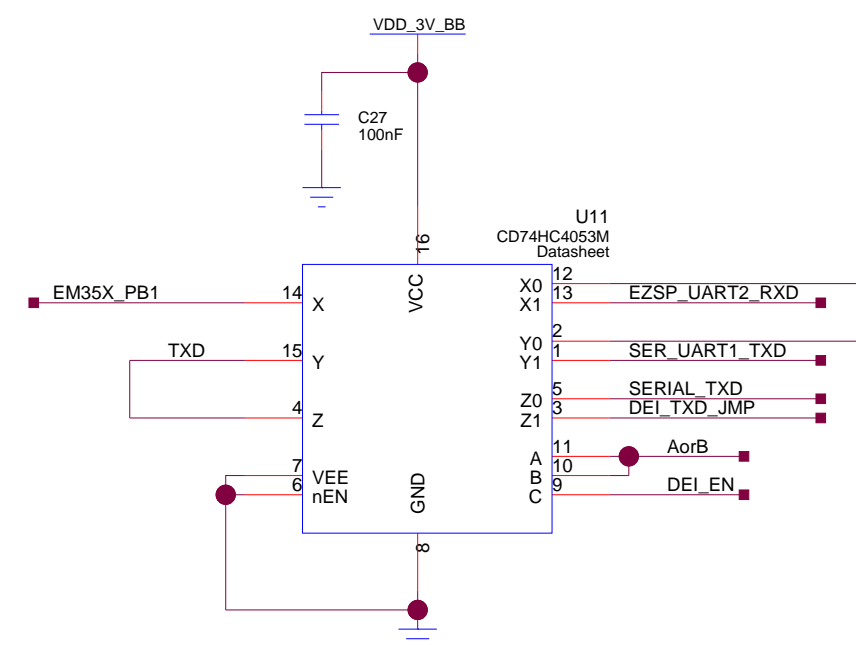 VDD_3V_BB
C27
100nF
U11
CD74HC4053M
Datasheet
16
VCC
EM35X_PB1
14
X
TXD
15
Y
4
Z
7
VEE
6
nEN
GND
8
X0
12
X1
13
EZSP_UART2_RXD
Y0
2
Y1
1
SER_UART1_TXD
Z0
5
SERIAL_TXD
Z1
3
DEI_TXD_JMP
A
11
AorB
B
10
C
9
DEI_EN